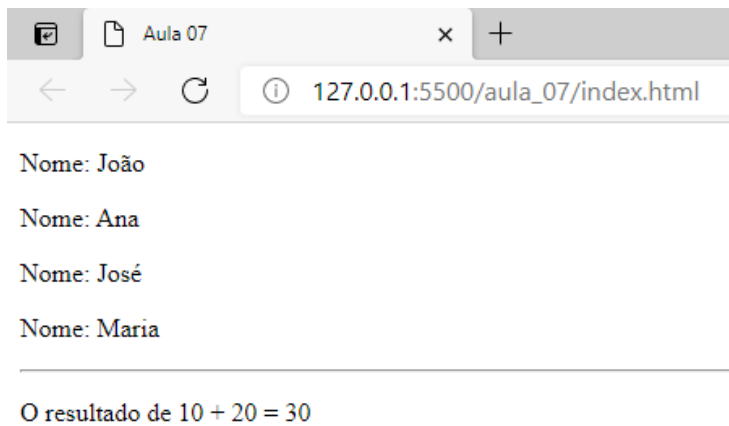 Aula 07
127.0.0.1:5500/aula_07/index.html
Nome: João
Nome: Ana
Nome: José
Nome: Maria
O resultado de 10 + 20 = 30